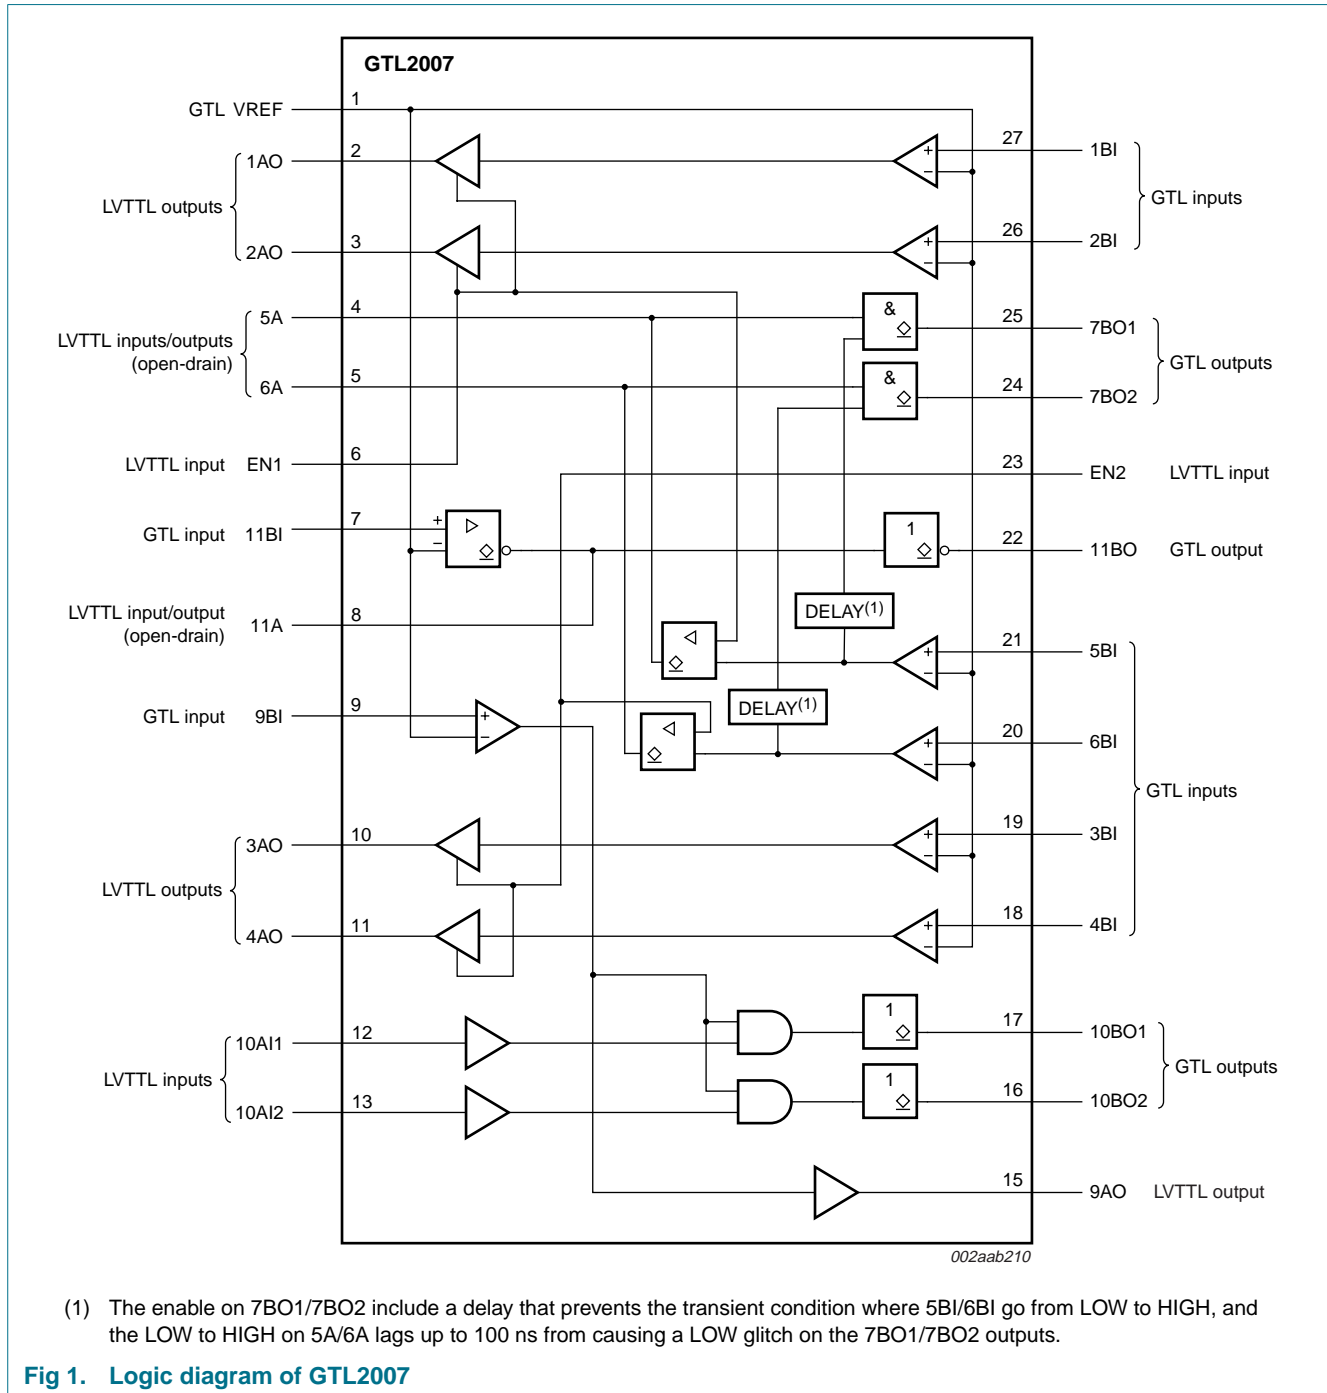 GTL2007
GTL VREF 1
1AO 2
27 1BI
LVTTL outputs
GTL inputs
2AO 3
26 2BI
5A 4
&
25 7BO1
LVTTL inputs/outputs
(open-drain)
GTL outputs
6A 5
&
24 7BO2
LVTTL input EN1 6
23 EN2 LVTTL input
GTL input 11BI 7
1
22 11BO GTL output
LVTTL input/output
(open-drain)
11A 8
DELAY(1)
21 5BI
GTL input 9BI 9
DELAY(1)
20 6BI
GTL inputs
3AO 10
19 3BI
LVTTL outputs
4AO 11
18 4BI
10AI1 12
1
17 10BO1
LVTTL inputs
GTL outputs
10AI2 13
1
16 10BO2
15 9AO LVTTL output
002aab210
(1) The enable on 7BO1/7BO2 include a delay that prevents the transient condition where 5BI/6BI go from LOW to HIGH, and
the LOW to HIGH on 5A/6A lags up to 100 ns from causing a LOW glitch on the 7BO1/7BO2 outputs.
Fig 1. Logic diagram of GTL2007